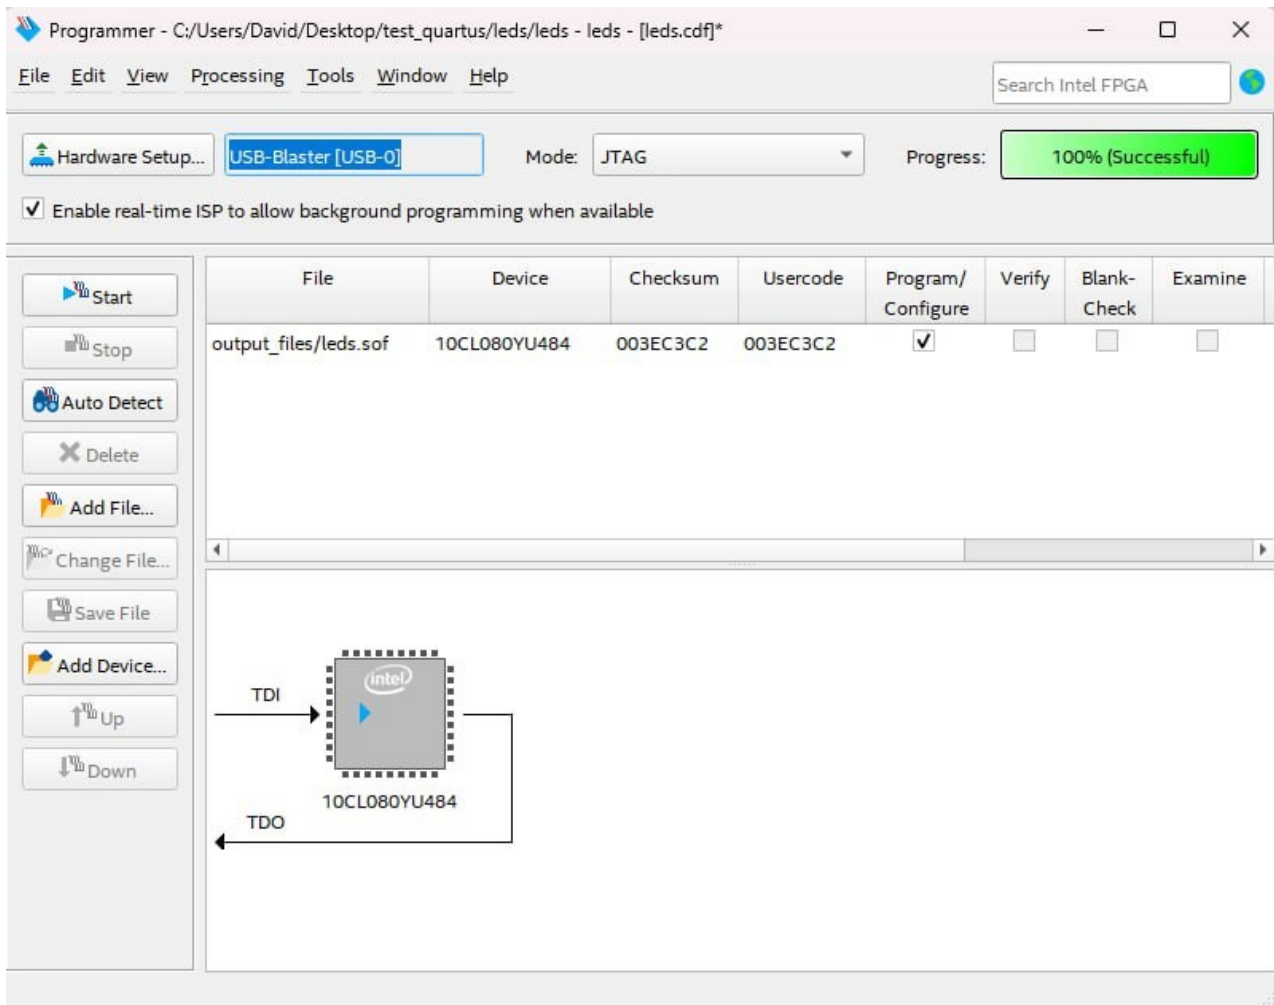 Programmer - C:/Users/David/Desktop/test_quartus/leds/leds - leds - [leds.cdf]*
File Edit View Processing Tools Window Help
Search Intel FPGA
Hardware Setup... USB-Blaster [USB-0] Mode: JTAG Progress: 100% (Successful)
Enable real-time ISP to allow background programming when available
Start
Stop
Auto Detect
Delete
Add File...
Change File...
Save File
Add Device...
Up
Down
File Device Checksum Usercode Program/ Verify Blank- Examine
Configure Check
output_files/leds.sof 10CL080YU484 003EC3C2 003EC3C2
intel
TDI
10CL080YU484
TDO